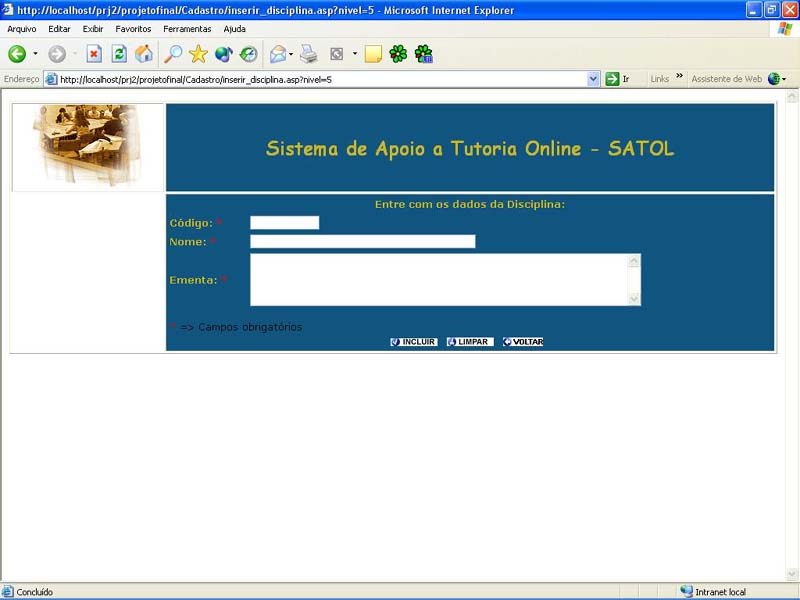 http://localhost/prj2/projetofinal/Cadastro/inserir_disciplina.asp?nivel=5 - Microsoft Internet Explorer
Arquivo Editar Exibir Favoritos Ferramentas Ajuda
Endereço http://localhost/prj2/projetofinal/Cadastro/inserir_disciplina.asp?nivel=5 Ir Links » Assistente de Web
Sistema de Apoio a Tutoria Online - SATOL
Entre com os dados da Disciplina:
Código: *
Nome: *
Ementa: *
* => Campos obrigatórios
INCLUIR LIMPAR VOLTAR
Concluído Intranet local